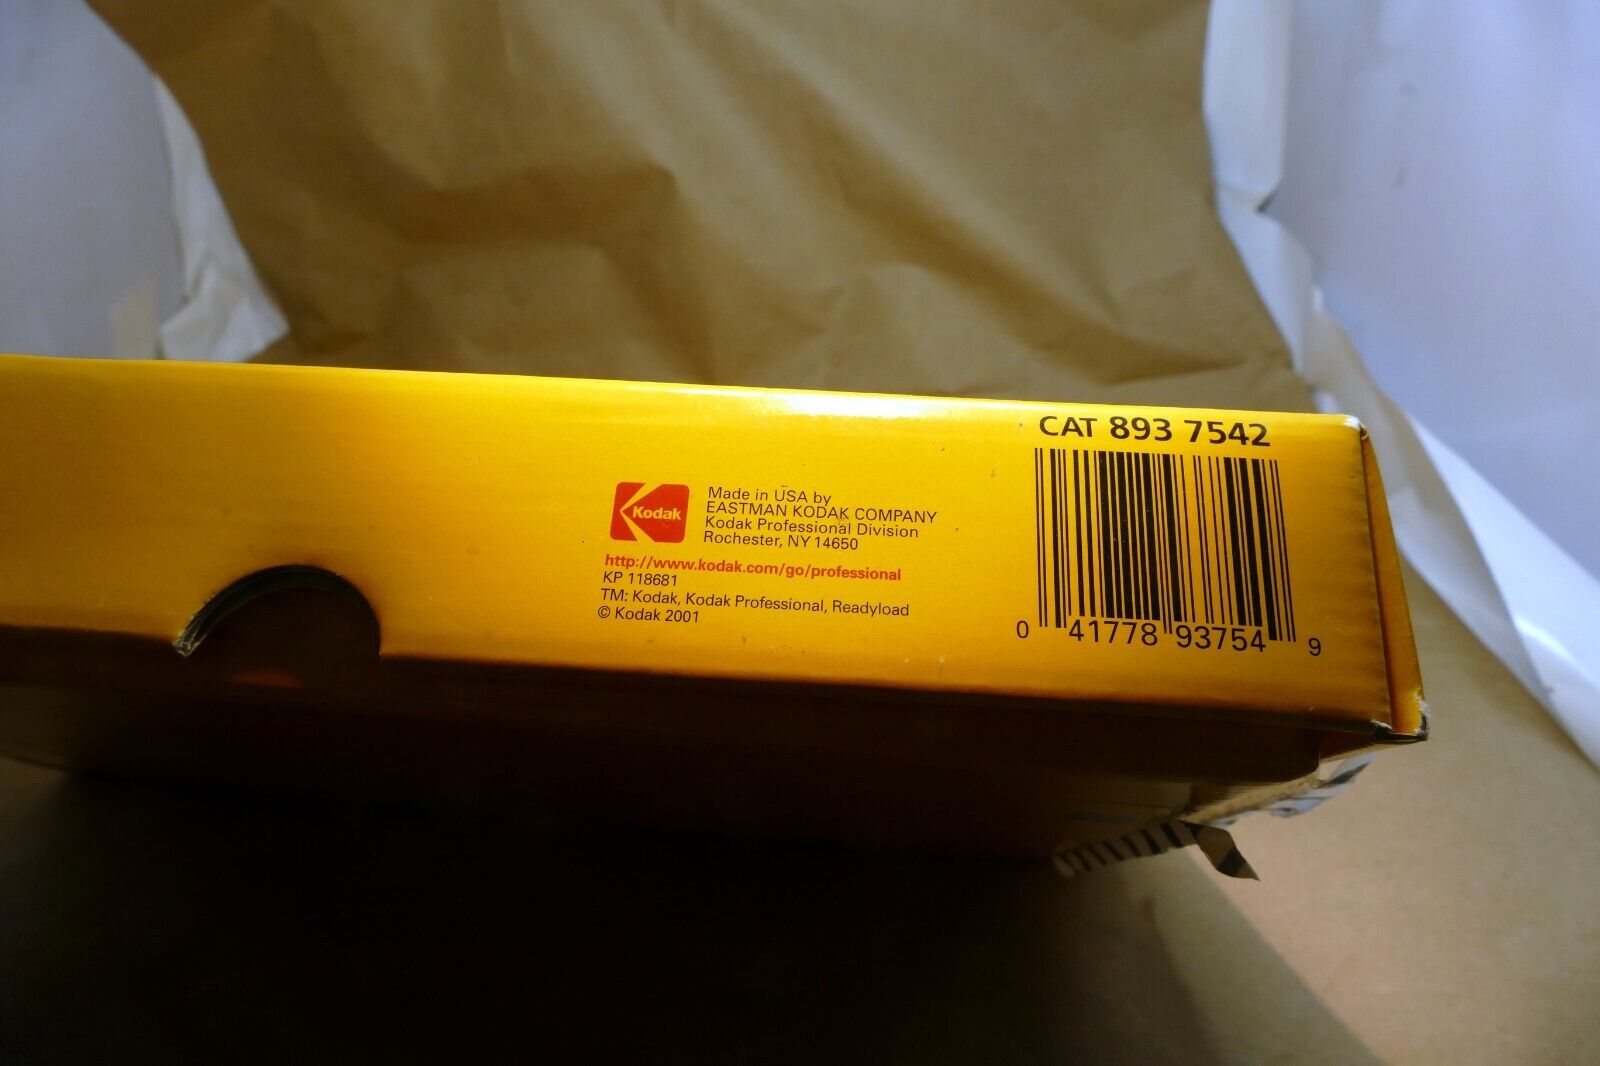 CAT 893 7542
Kodak
Made in USA by
EASTMAN KODAK COMPANY
Kodak Professional Division
Rochester, NY 14650
http://www.kodak.com/go/professional
KP 118681
TM: Kodak, Kodak Professional, Readyload
© Kodak 2001
0 41778 93754 9